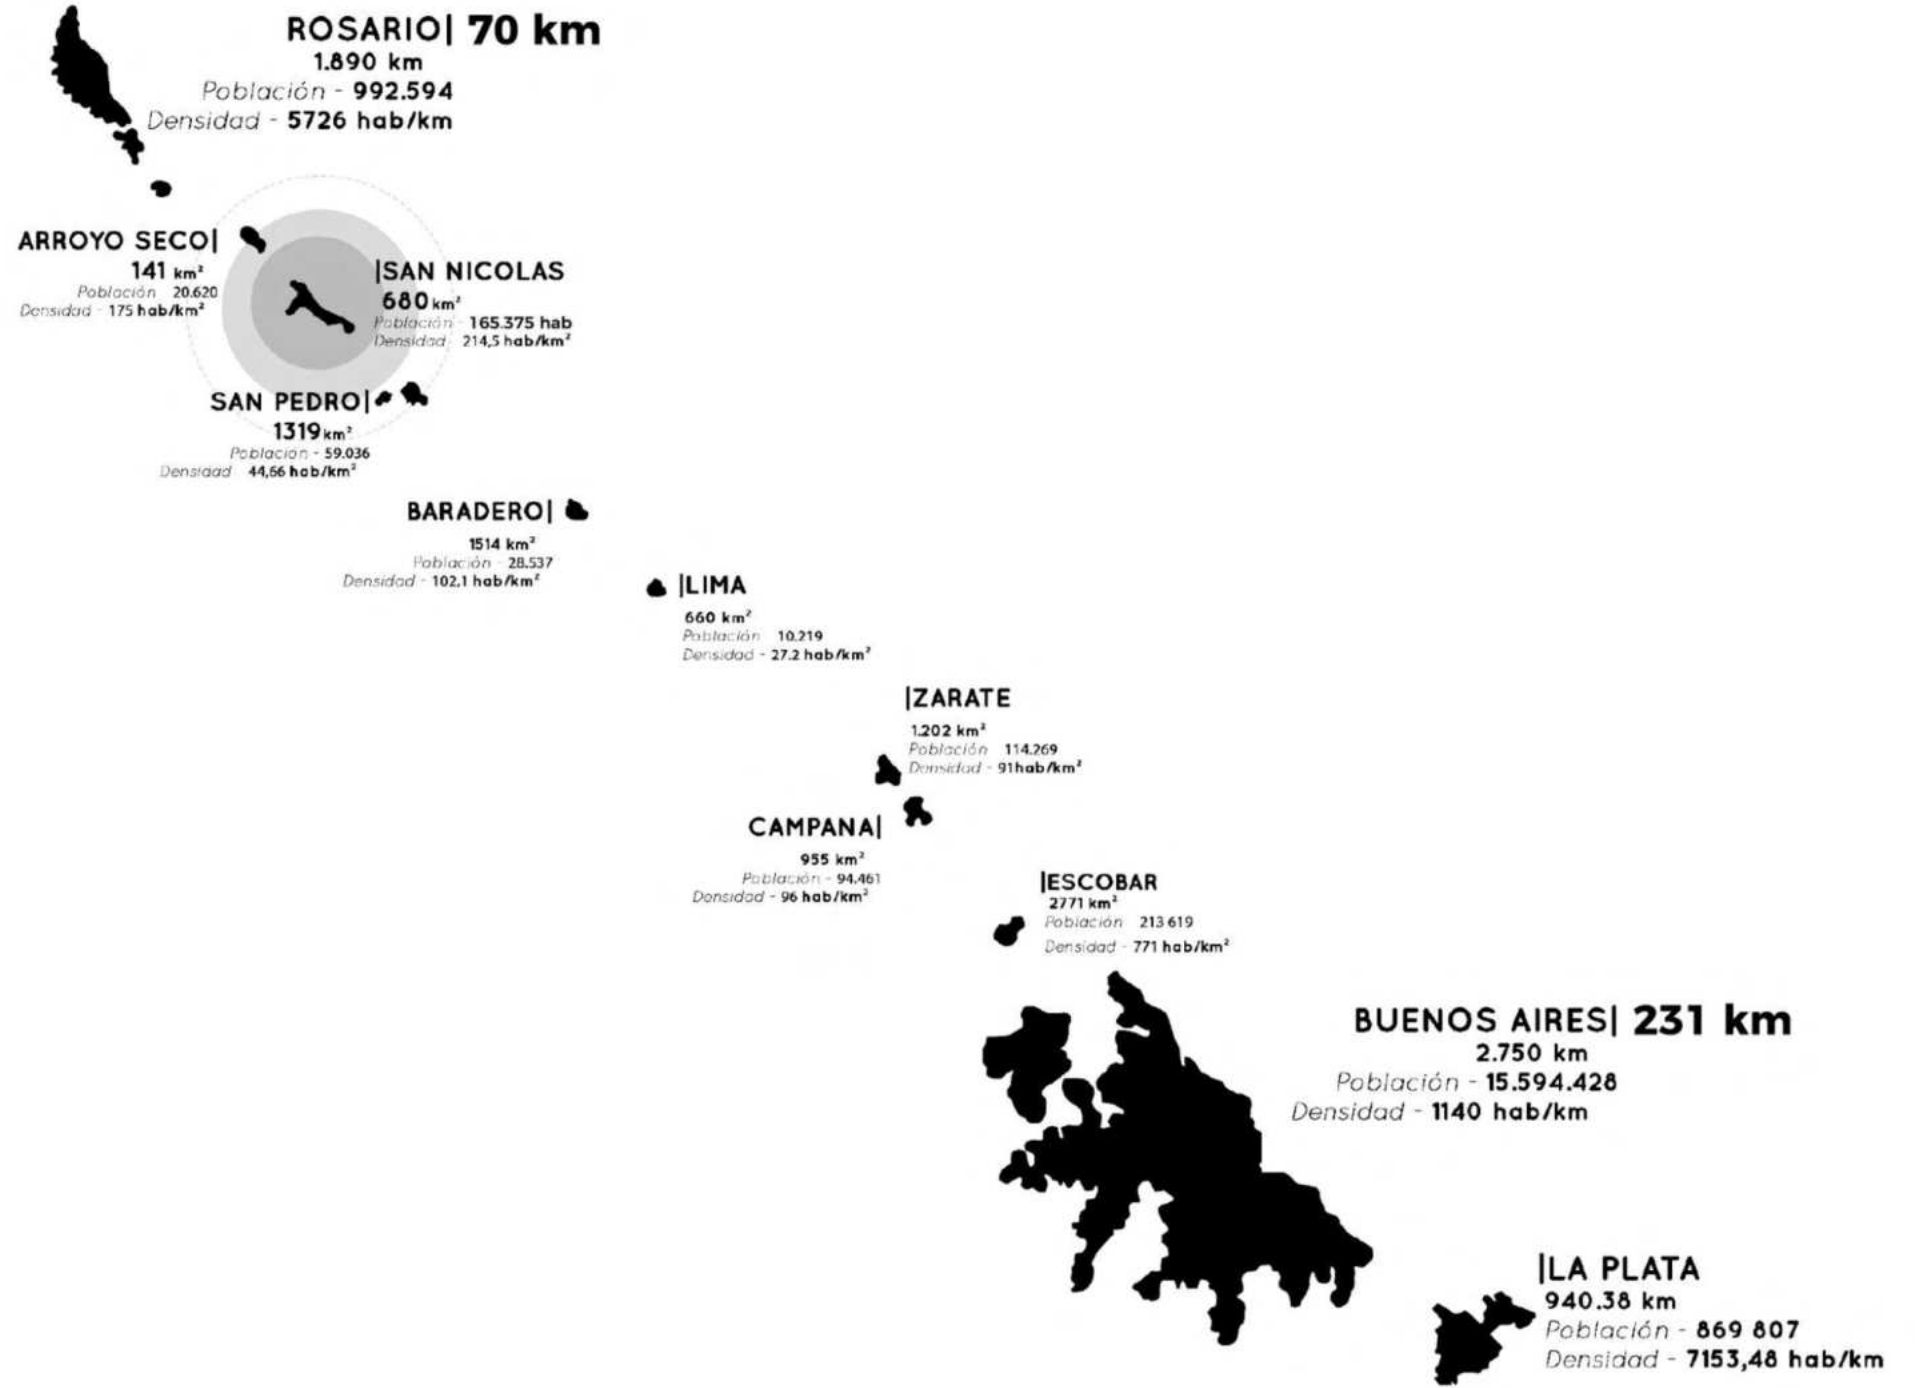 ROSARIO| 70 km
1.890 km
Población - 992.594
Densidad - 5726 hab/km
ARROYO SECO|
141 km²
Población 20.620
Densidad - 175 hab/km²
|SAN NICOLAS
680 km²
Población - 165.375 hab
Densidad 214,5 hab/km²
SAN PEDRO|
1319 km²
Población - 59.036
Densidad 44,66 hab/km²
BARADERO|
1514 km²
Población - 28.537
Densidad - 102,1 hab/km²
|LIMA
660 km²
Población 10.219
Densidad - 27.2 hab/km²
|ZARATE
1.202 km²
Población 114.269
Densidad - 91hab/km²
CAMPANA|
955 km²
Población - 94.461
Densidad - 96 hab/km²
|ESCOBAR
2771 km²
Población 213 619
Densidad - 771 hab/km²
BUENOS AIRES| 231 km
2.750 km
Población - 15.594.428
Densidad - 1140 hab/km
|LA PLATA
940.38 km
Población - 869 807
Densidad - 7153,48 hab/km